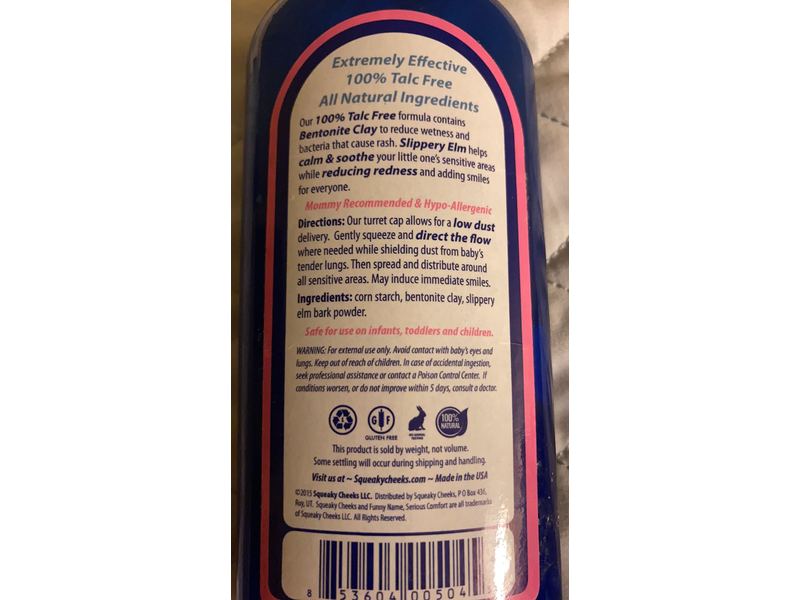 Extremely Effective
100% Talc Free
All Natural Ingredients
Our 100% Talc Free formula contains
Bentonite Clay to reduce wetness and
bacteria that cause rash. Slippery Elm helps
calm & soothe your little one's sensitive areas
while reducing redness and adding smiles
for everyone.
Mommy Recommended & Hypo-Allergenic
Directions: Our turret cap allows for a low dust
delivery. Gently squeeze and direct the flow
where needed while shielding dust from baby's
tender lungs. Then spread and distribute around
all sensitive areas. May induce immediate smiles.
Ingredients: corn starch, bentonite clay, slippery
elm bark powder.
Safe for use on infants, toddlers and children.
WARNING: For external use only. Avoid contact with baby's eyes and
lungs. Keep out of reach of children. In case of accidental ingestion,
seek professional assistance or contact a Poison Control Center. If
conditions worsen, or do not improve within 5 days, consult a doctor.
G F
GLUTEN FREE
NO ANIMAL
TESTING
100%
NATURAL
This product is sold by weight, not volume.
Some settling will occur during shipping and handling.
Visit us at ~ Squeakycheeks.com ~ Made in the USA
©2015 Squeaky Cheeks LLC. Distributed by Squeaky Cheeks, P O Box 436,
Roy, UT. Squeaky Cheeks and Funny Name, Serious Comfort are all trademarks
of Squeaky Cheeks LLC. All Rights Reserved.
8 53604 00504